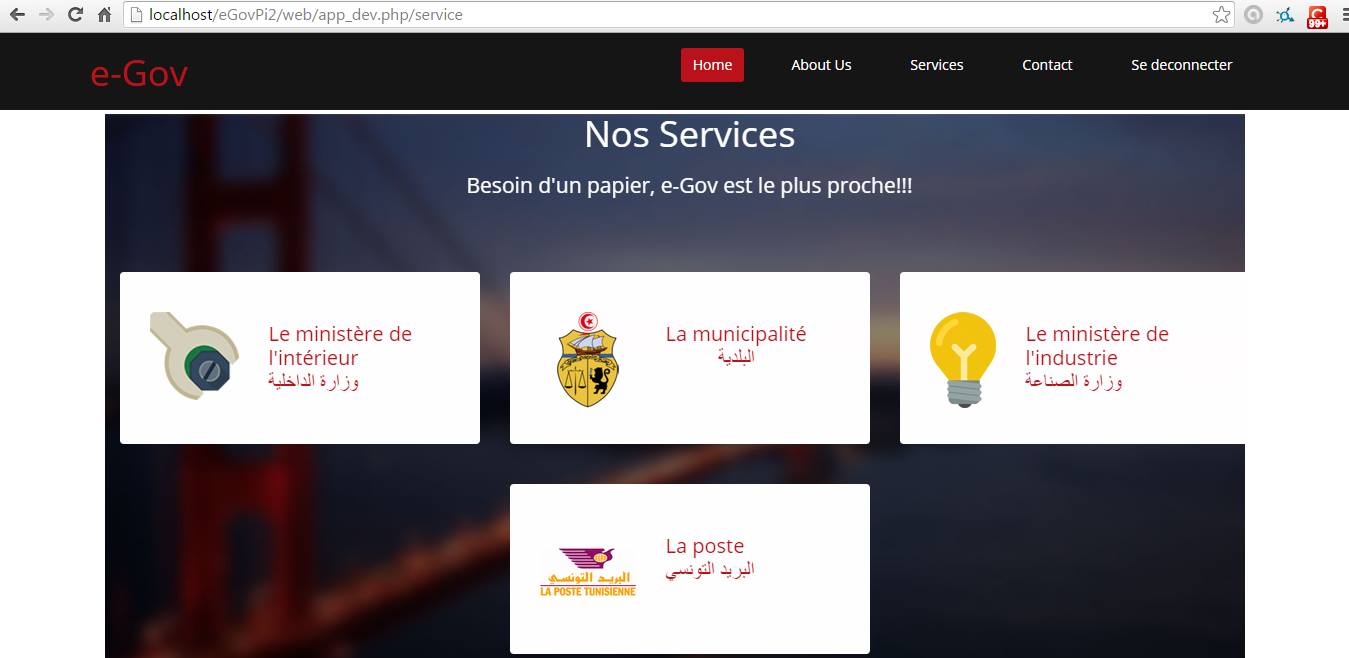 localhost/eGovPi2/web/app_dev.php/service
99+
e-Gov
Home
About Us
Services
Contact
Se deconnecter
Nos Services
Besoin d'un papier, e-Gov est le plus proche!!!
Le ministère de
l'intérieur
وزارة الداخلية
La municipalité
البلدية
Le ministère de
l'industrie
وزارة الصناعة
البريد التونسي
LA POSTE TUNISIENNE
La poste
البريد التونسي